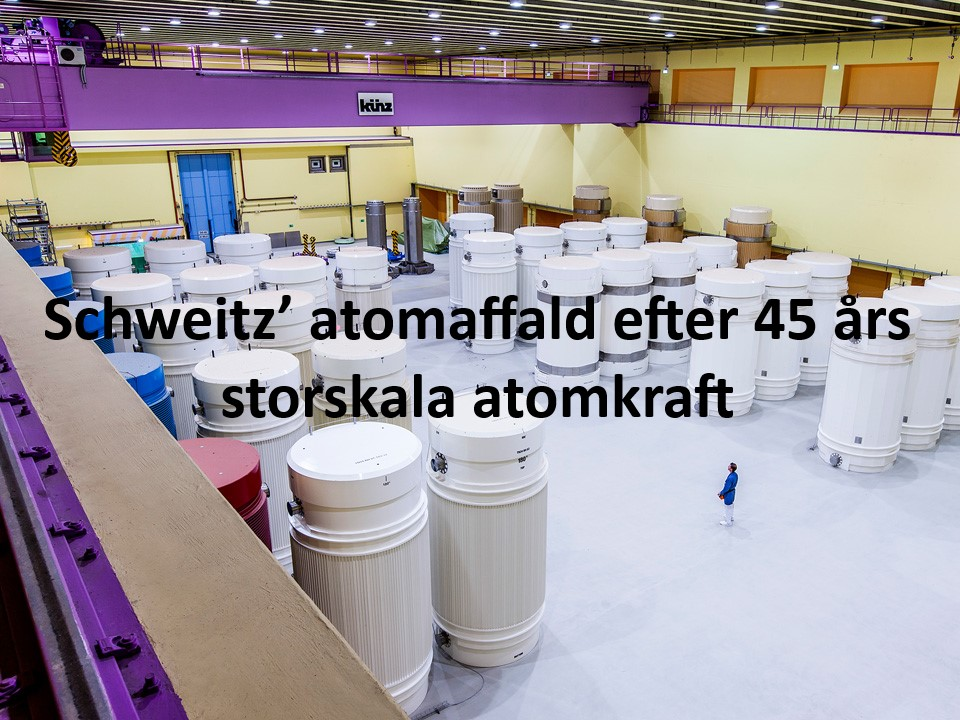 künz
Schweitz’ atomaffald efter 45 års
storskala atomkraft